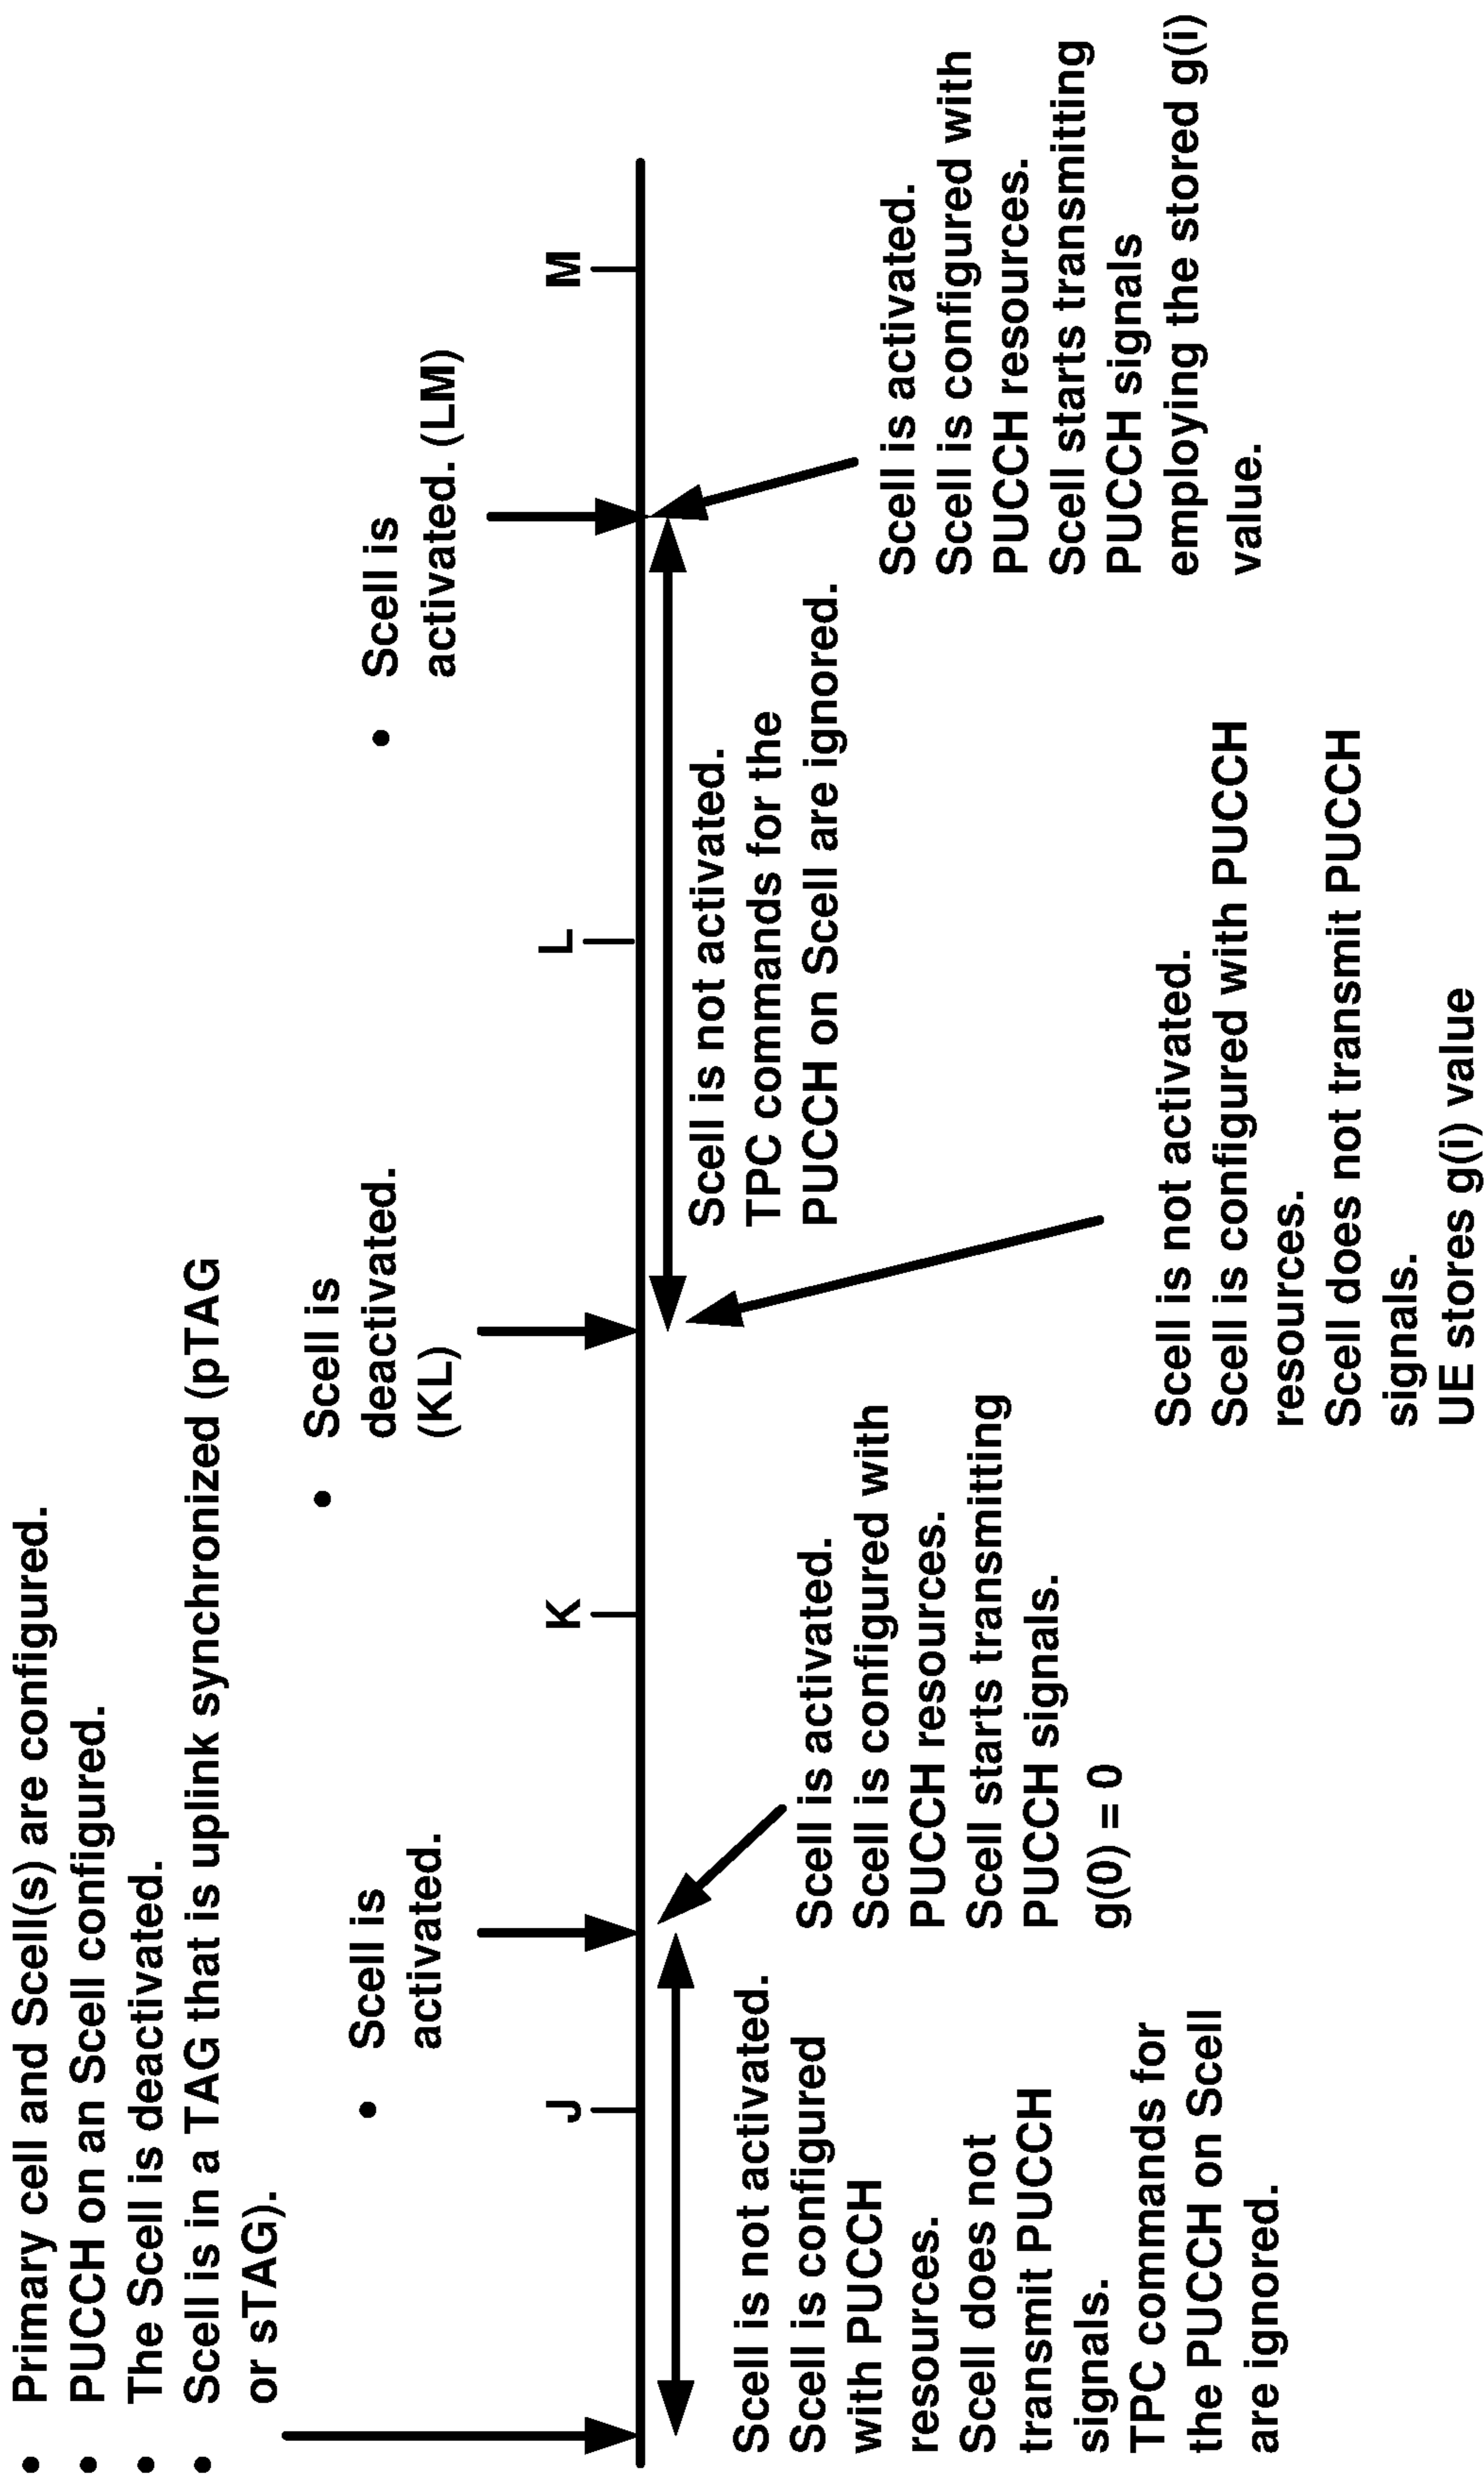 • Primary cell and Scell(s) are configured.
• PUCCH on an Scell configured.
• The Scell is deactivated.
• Scell is in a TAG that is uplink synchronized (pTAG
or sTAG).
• Scell is
activated.
• Scell is
deactivated.
(KL)
• Scell is
activated. (LM)
J
K
L
M
Scell is not activated.
Scell is configured
with PUCCH
resources.
Scell does not
transmit PUCCH
signals.
TPC commands for
the PUCCH on Scell
are ignored.
Scell is activated.
Scell is configured with
PUCCH resources.
Scell starts transmitting
PUCCH signals.
g(0) = 0
Scell is not activated.
TPC commands for the
PUCCH on Scell are ignored.
Scell is not activated.
Scell is configured with PUCCH
resources.
Scell does not transmit PUCCH
signals.
UE stores g(i) value
Scell is activated.
Scell is configured with
PUCCH resources.
Scell starts transmitting
PUCCH signals
employing the stored g(i)
value.